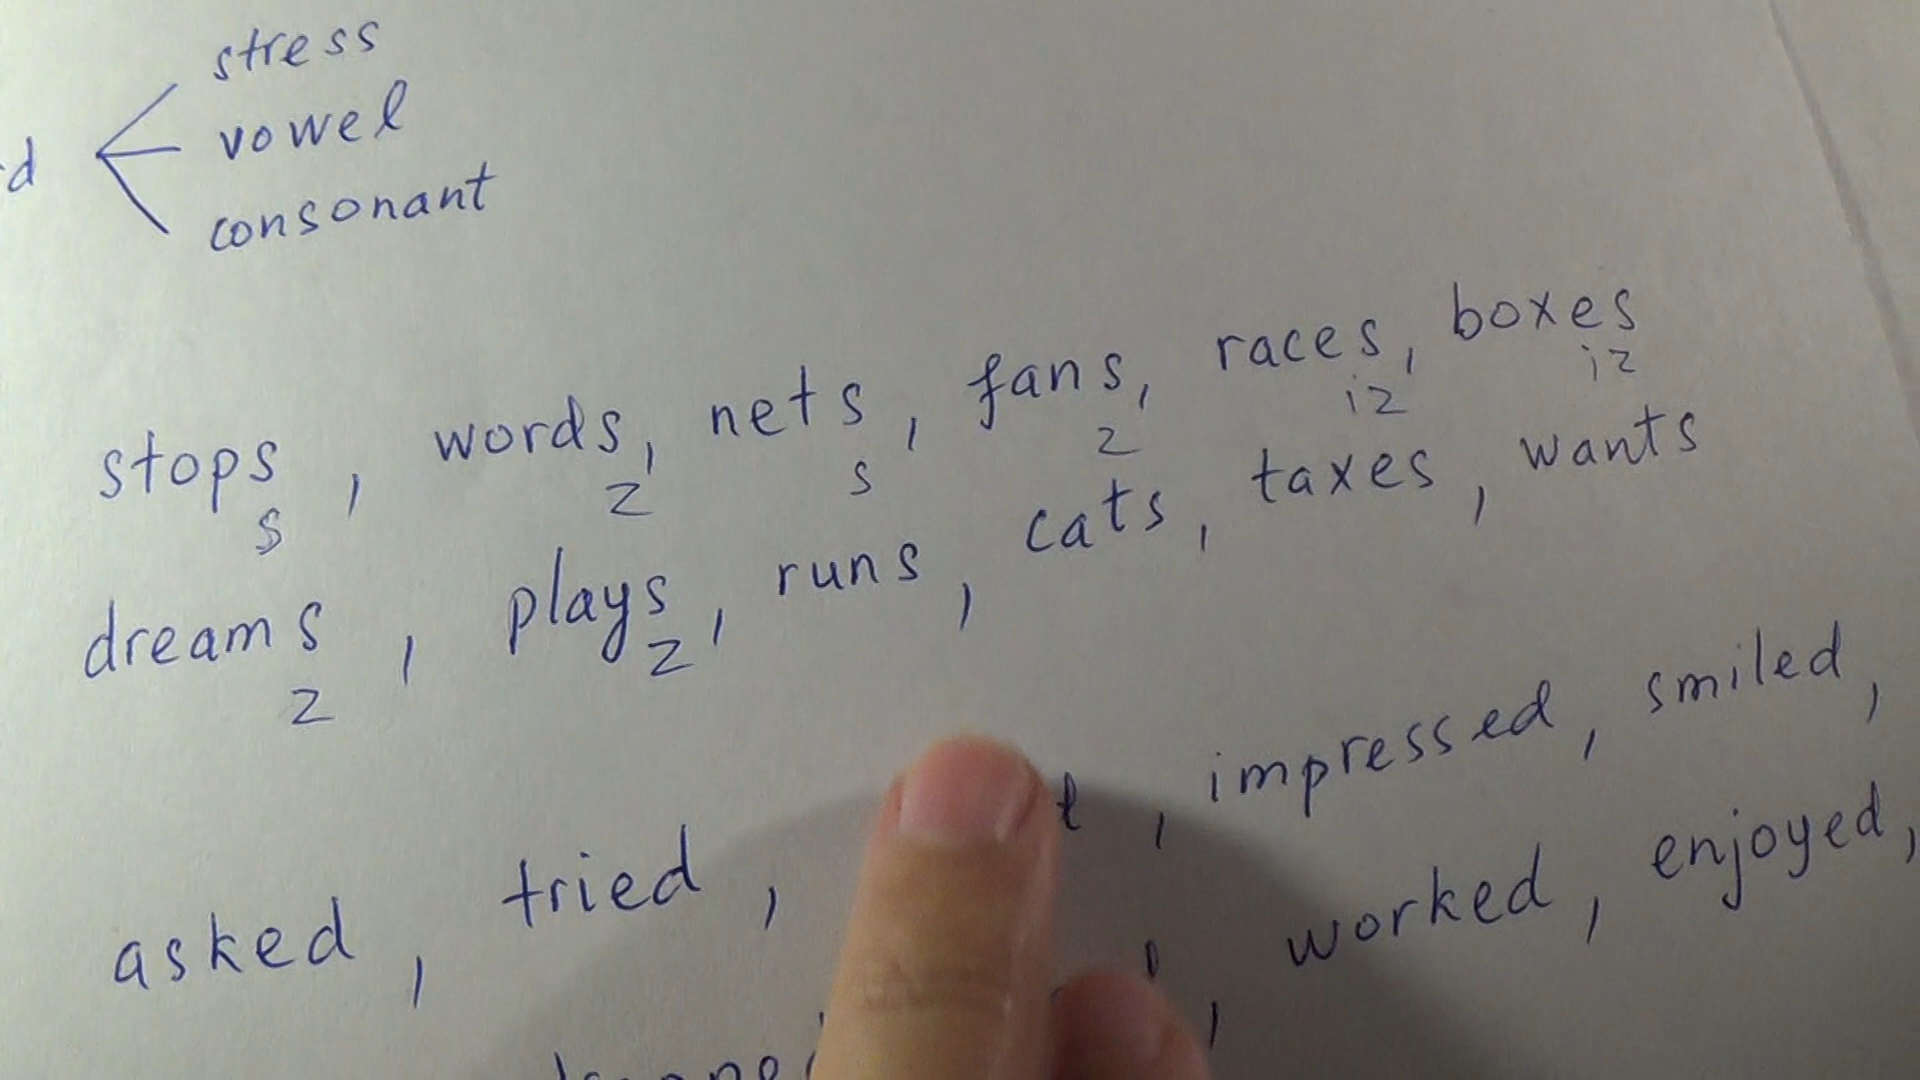 stress
vowel
consonant
stops, words, nets, fans, races, boxes
s z s z iz iz
dreams, plays, runs, cats, taxes, wants
z z
asked, tried, , impressed, smiled,
, worked, enjoyed,